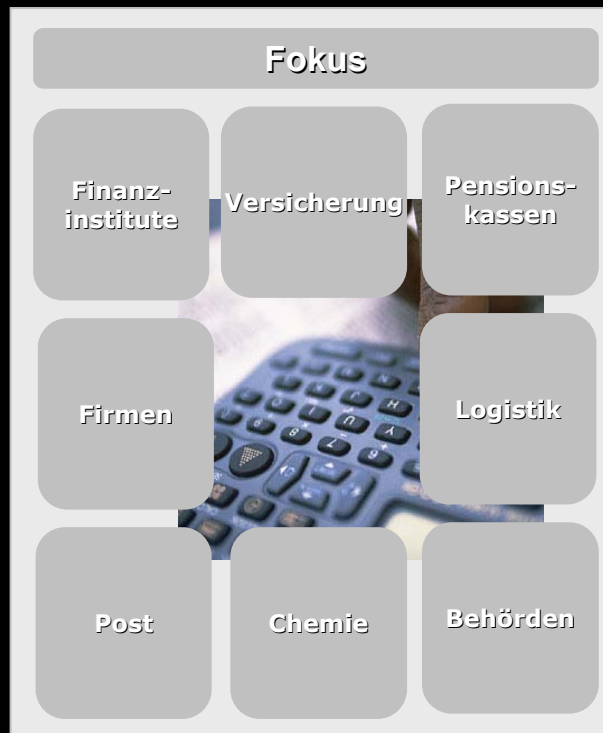 Fokus
Finanz-
institute
Versicherung
Pensions-
kassen
Firmen
Logistik
Post
Chemie
Behörden